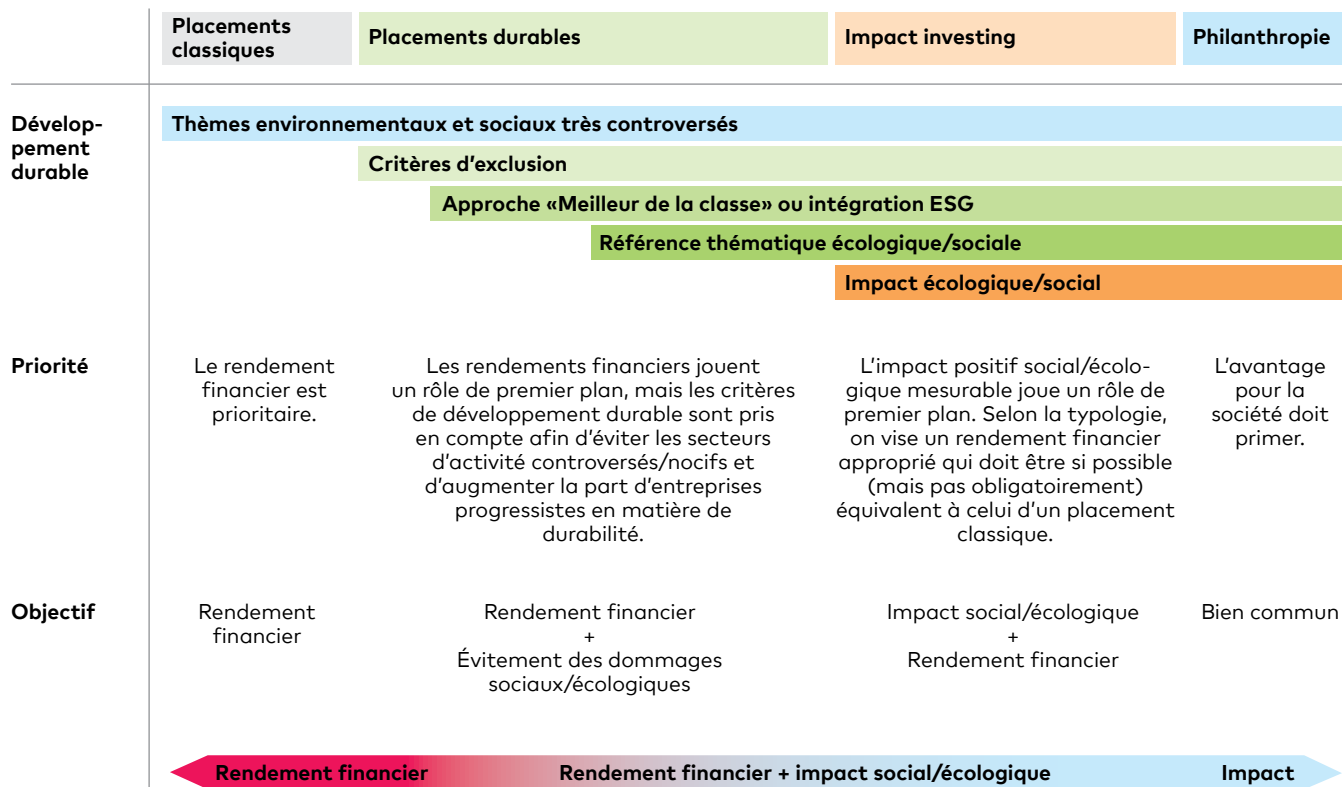 Placements
classiques
Placements durables
Impact investing
Philanthropie
Dévelop-
pement
durable
Thèmes environnementaux et sociaux très controversés
Critères d'exclusion
Approche «Meilleur de la classe» ou intégration ESG
Référence thématique écologique/sociale
Impact écologique/social
Priorité
Le rendement
financier est
prioritaire.
Les rendements financiers jouent
un rôle de premier plan, mais les critères
de développement durable sont pris
en compte afin d'éviter les secteurs
d'activité controversés/nocifs et
d'augmenter la part d'entreprises
progressistes en matière de
durabilité.
L'impact positif social/écolo-
gique mesurable joue un rôle de
premier plan. Selon la typologie,
on vise un rendement financier
approprié qui doit être si possible
(mais pas obligatoirement)
équivalent à celui d'un placement
classique.
L'avantage
pour la
société doit
primer.
Objectif
Rendement
financier
Rendement financier
+
Évitement des dommages
sociaux/écologiques
Impact social/écologique
+
Rendement financier
Bien commun
Rendement financier
Rendement financier + impact social/écologique
Impact